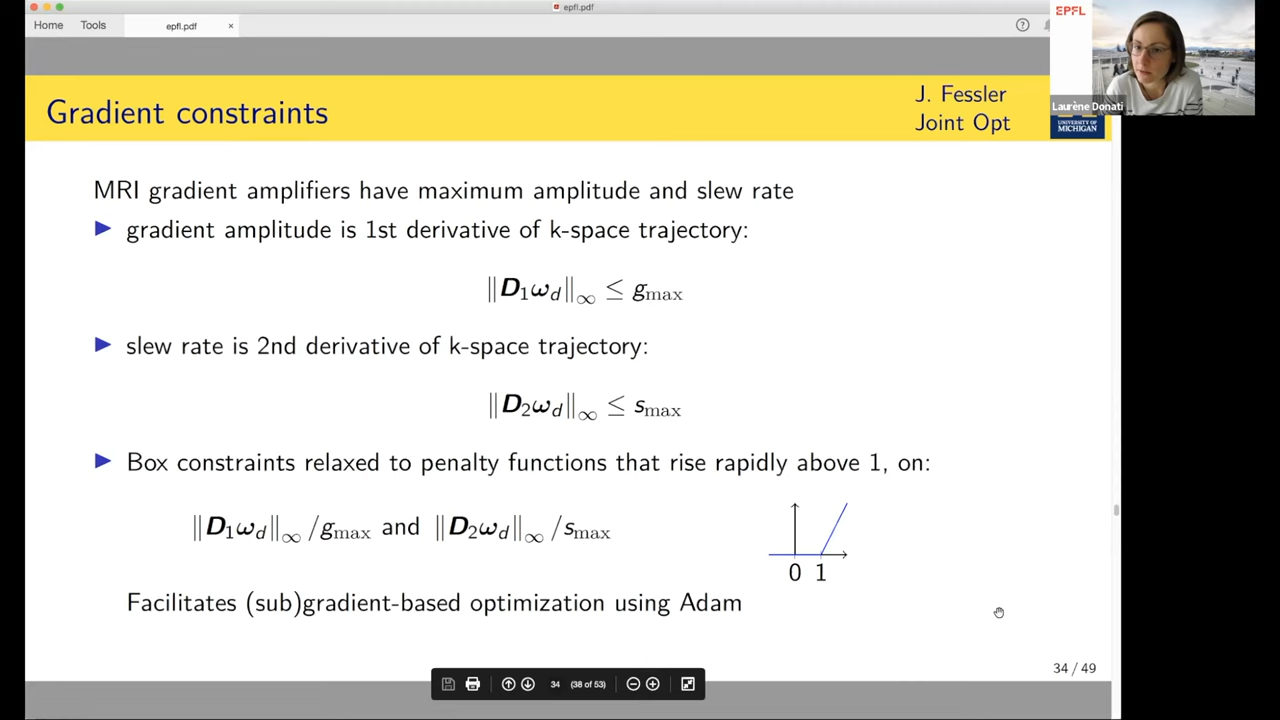 epfl.pdf
Home Tools epfl.pdf ×
EPFL
Laurène Donati
Gradient constraints
J. Fessler
Joint Opt
UNIVERSITY OF
MICHIGAN
MRI gradient amplifiers have maximum amplitude and slew rate
▶ gradient amplitude is 1st derivative of k-space trajectory:
‖D₁ω_d‖_∞ ≤ g_max
▶ slew rate is 2nd derivative of k-space trajectory:
‖D₂ω_d‖_∞ ≤ s_max
▶ Box constraints relaxed to penalty functions that rise rapidly above 1, on:
‖D₁ω_d‖_∞ /g_max and ‖D₂ω_d‖_∞ /s_max
0 1
Facilitates (sub)gradient-based optimization using Adam
34 / 49
34 (38 of 53)